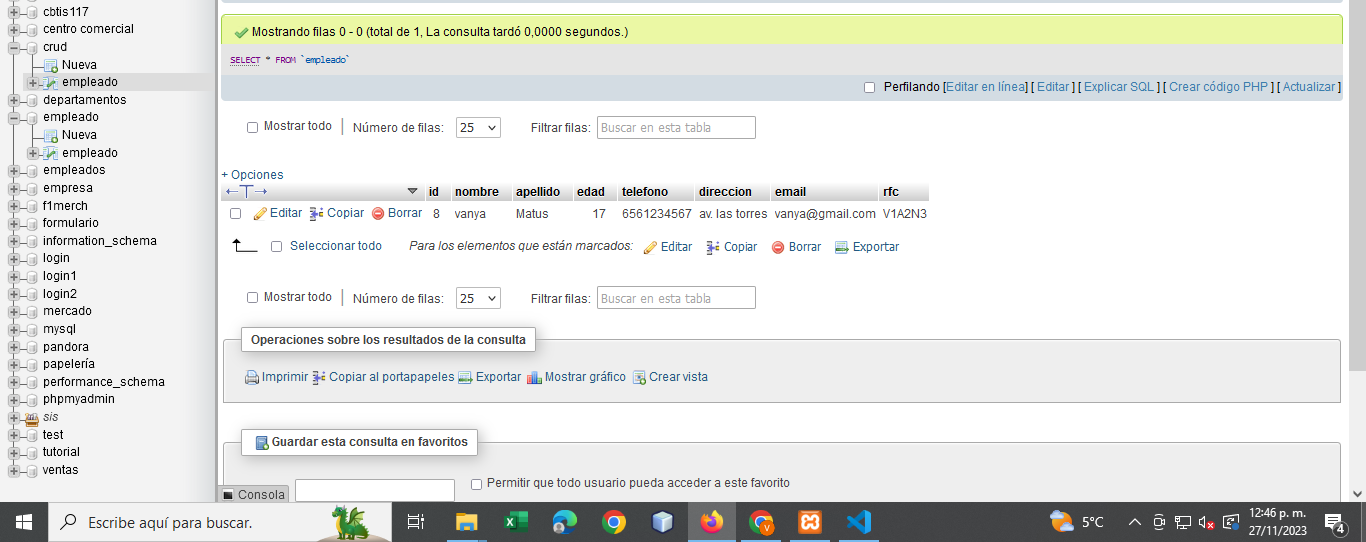 cbtis117
centro comercial
crud
Nueva
empleado
departamentos
empleado
Nueva
empleado
empleados
empresa
f1merch
formulario
information_schema
login
login1
login2
mercado
mysql
pandora
papelería
performance_schema
phpmyadmin
sis
test
tutorial
ventas
Mostrando filas 0 - 0 (total de 1, La consulta tardó 0,0000 segundos.)
SELECT * FROM `empleado`
Perfilando [Editar en línea] [ Editar ] [ Explicar SQL ] [ Crear código PHP ] [ Actualizar ]
Mostrar todo | Número de filas: 25 Filtrar filas: Buscar en esta tabla
+ Opciones
←T→ id nombre apellido edad telefono direccion email rfc
Editar Copiar Borrar 8 vanya Matus 17 6561234567 av. las torres vanya@gmail.com V1A2N3
Seleccionar todo Para los elementos que están marcados: Editar Copiar Borrar Exportar
Mostrar todo | Número de filas: 25 Filtrar filas: Buscar en esta tabla
Operaciones sobre los resultados de la consulta
Imprimir Copiar al portapapeles Exportar Mostrar gráfico Crear vista
Guardar esta consulta en favoritos
Permitir que todo usuario pueda acceder a este favorito
Consola
Escribe aquí para buscar.
5°C
12:46 p. m.
27/11/2023
4